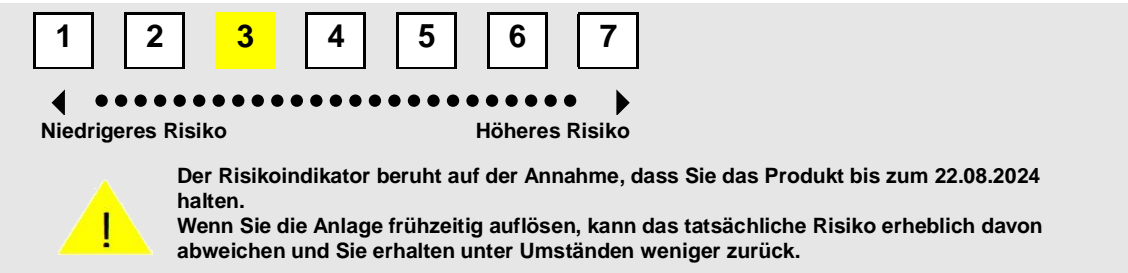 1 2 3 4 5 6 7
Niedrigeres Risiko Höheres Risiko
Der Risikoindikator beruht auf der Annahme, dass Sie das Produkt bis zum 22.08.2024
halten.
Wenn Sie die Anlage frühzeitig auflösen, kann das tatsächliche Risiko erheblich davon
abweichen und Sie erhalten unter Umständen weniger zurück.
!